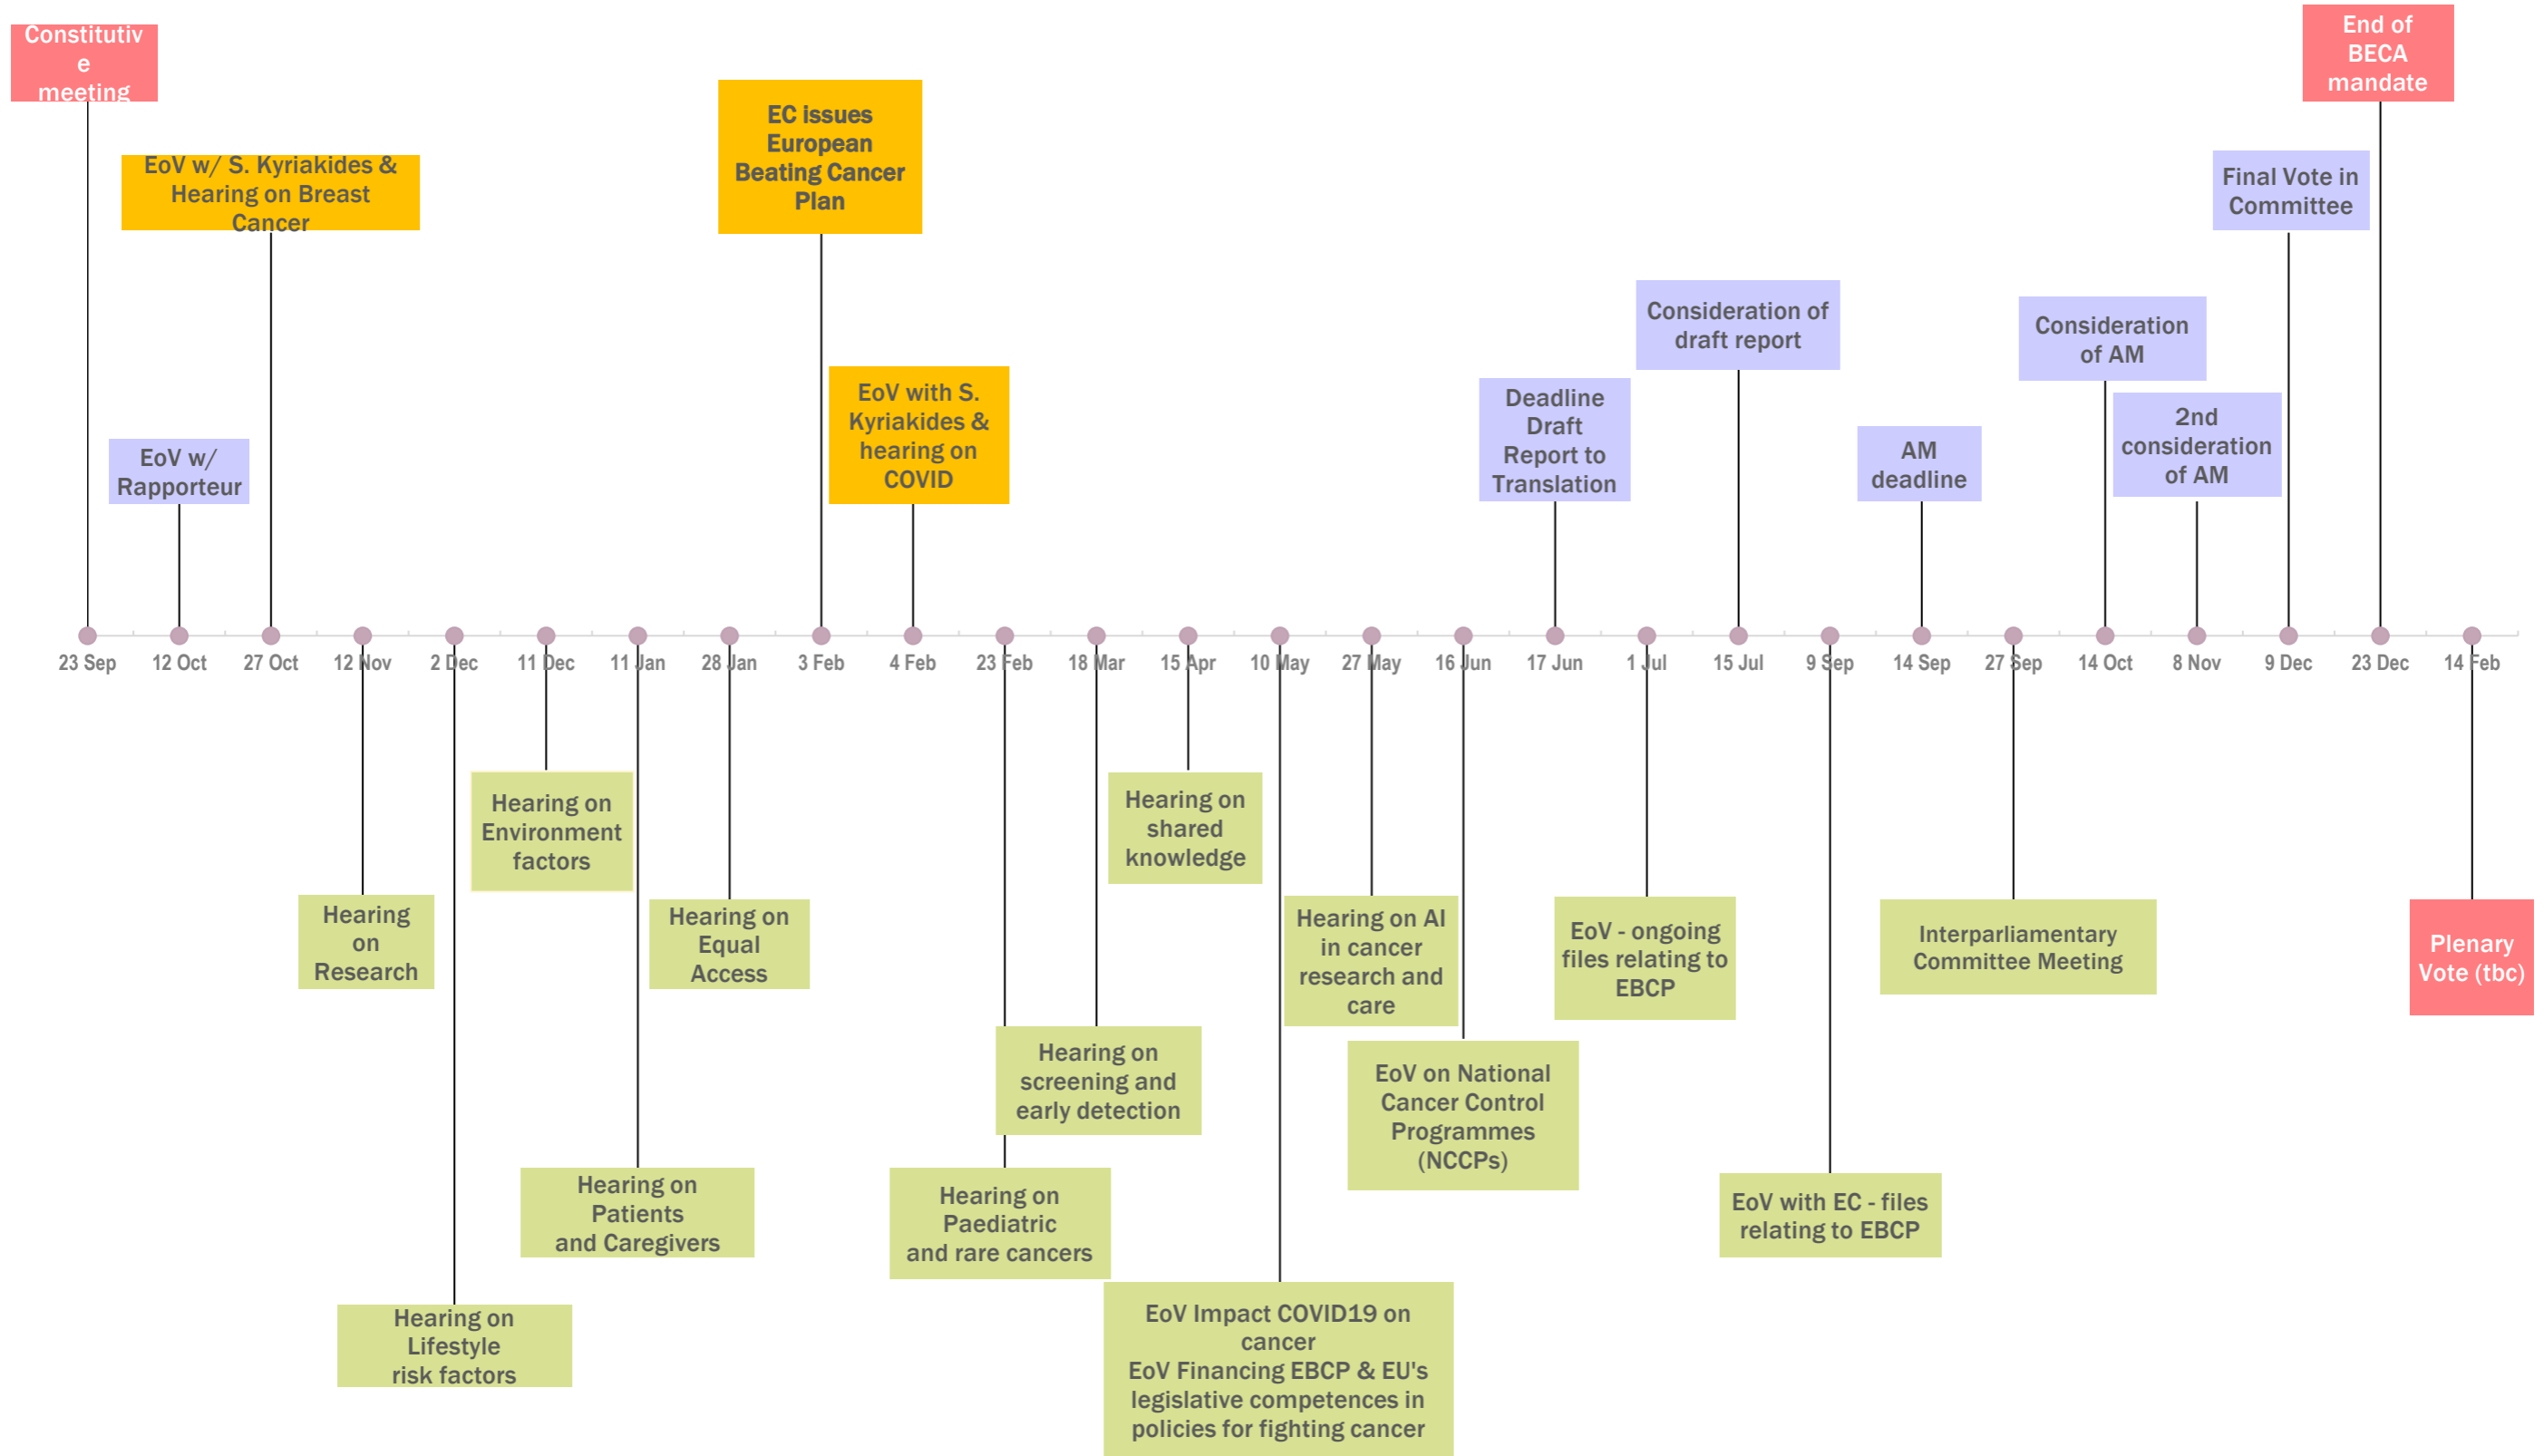 Constitutiv
e
meeting
End of
BECA
mandate
EC issues
European
Beating Cancer
Plan
EoV w/ S. Kyriakides &
Hearing on Breast
Cancer
Final Vote in
Committee
Consideration of
draft report
Consideration
of AM
EoV with S.
Kyriakides &
hearing on
COVID
Deadline
Draft
Report to
Translation
2nd
consideration
of AM
EoV w/
Rapporteur
AM
deadline
23 Sep 12 Oct 27 Oct 12 Nov 2 Dec 11 Dec 11 Jan 28 Jan 3 Feb 4 Feb 23 Feb 18 Mar 15 Apr 10 May 27 May 16 Jun 17 Jun 1 Jul 15 Jul 9 Sep 14 Sep 27 Sep 14 Oct 8 Nov 9 Dec 23 Dec 14 Feb
Hearing on
Environment
factors
Hearing on
shared
knowledge
Hearing
on
Research
Hearing on
Equal
Access
Hearing on AI
in cancer
research and
care
EoV - ongoing
files relating to
EBCP
Interparliamentary
Committee Meeting
Plenary
Vote (tbc)
Hearing on
screening and
early detection
EoV on National
Cancer Control
Programmes
(NCCPs)
Hearing on
Patients
and Caregivers
Hearing on
Paediatric
and rare cancers
EoV with EC - files
relating to EBCP
Hearing on
Lifestyle
risk factors
EoV Impact COVID19 on
cancer
EoV Financing EBCP & EU's
legislative competences in
policies for fighting cancer